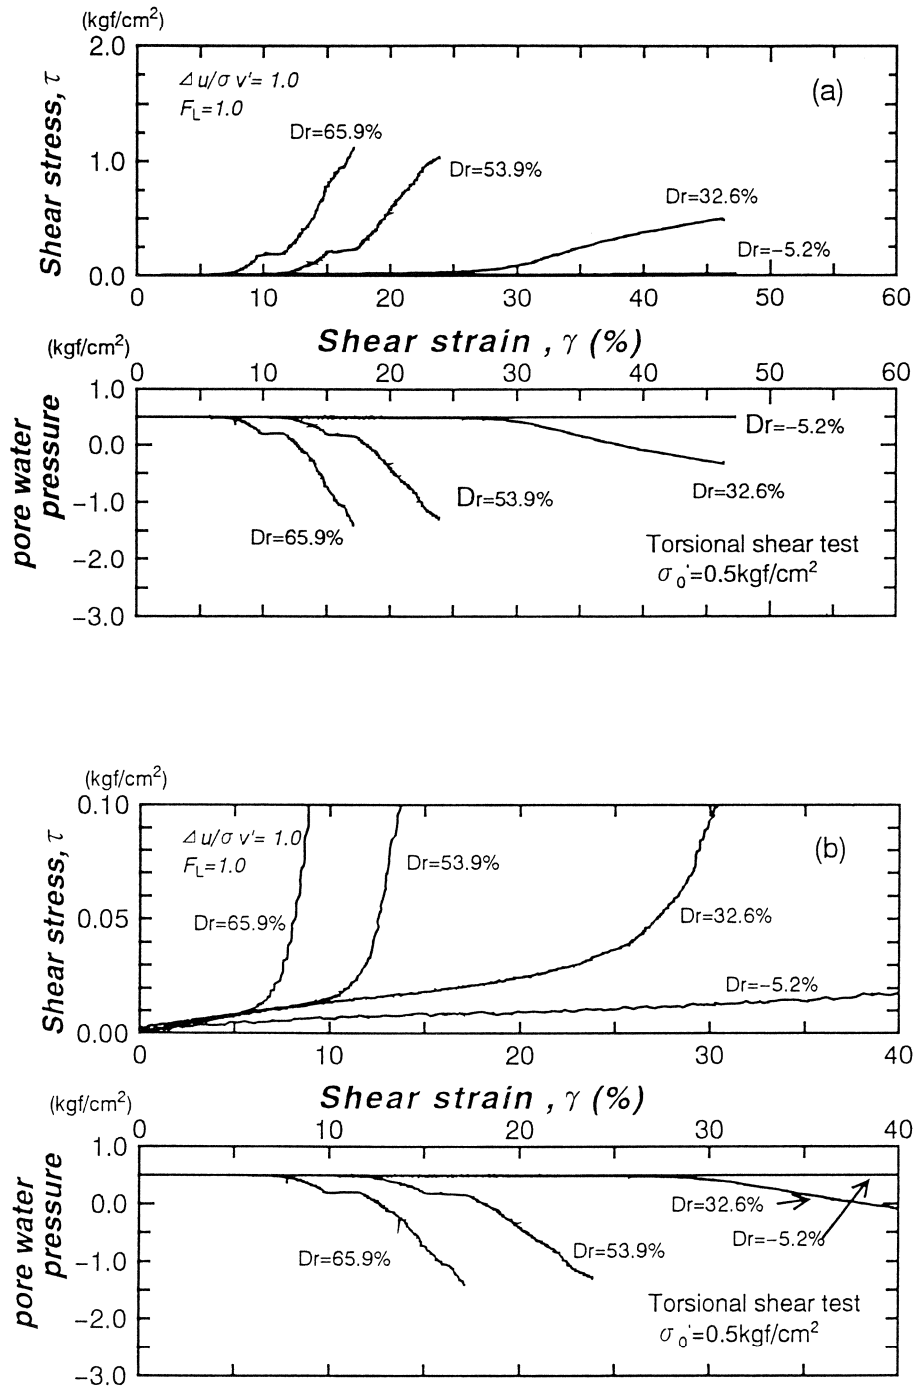 (kgf/cm²)
2.0
Δu/σv'= 1.0
(a)
F_L=1.0
Dr=65.9%
Shear stress, τ
1.0
Dr=53.9%
Dr=32.6%
Dr=−5.2%
0.0
0 10 20 30 40 50 60
Shear strain , γ (%)
(kgf/cm²)
0 10 20 30 40 50 60
1.0
Dr=−5.2%
0.0
pore water
pressure
Dr=32.6%
−1.0
Dr=53.9%
Dr=65.9%
Torsional shear test
−2.0
σ₀'=0.5kgf/cm²
−3.0
(kgf/cm²)
0.10
Δu/σv'= 1.0
(b)
F_L=1.0
Dr=53.9%
Shear stress, τ
Dr=65.9%
0.05
Dr=32.6%
Dr=−5.2%
0.00
0 10 20 30 40
Shear strain , γ (%)
(kgf/cm²)
0 10 20 30 40
1.0
0.0
Dr=32.6%
pore water
pressure
Dr=−5.2%
Dr=65.9%
Dr=53.9%
−1.0
Torsional shear test
−2.0
σ₀'=0.5kgf/cm²
−3.0